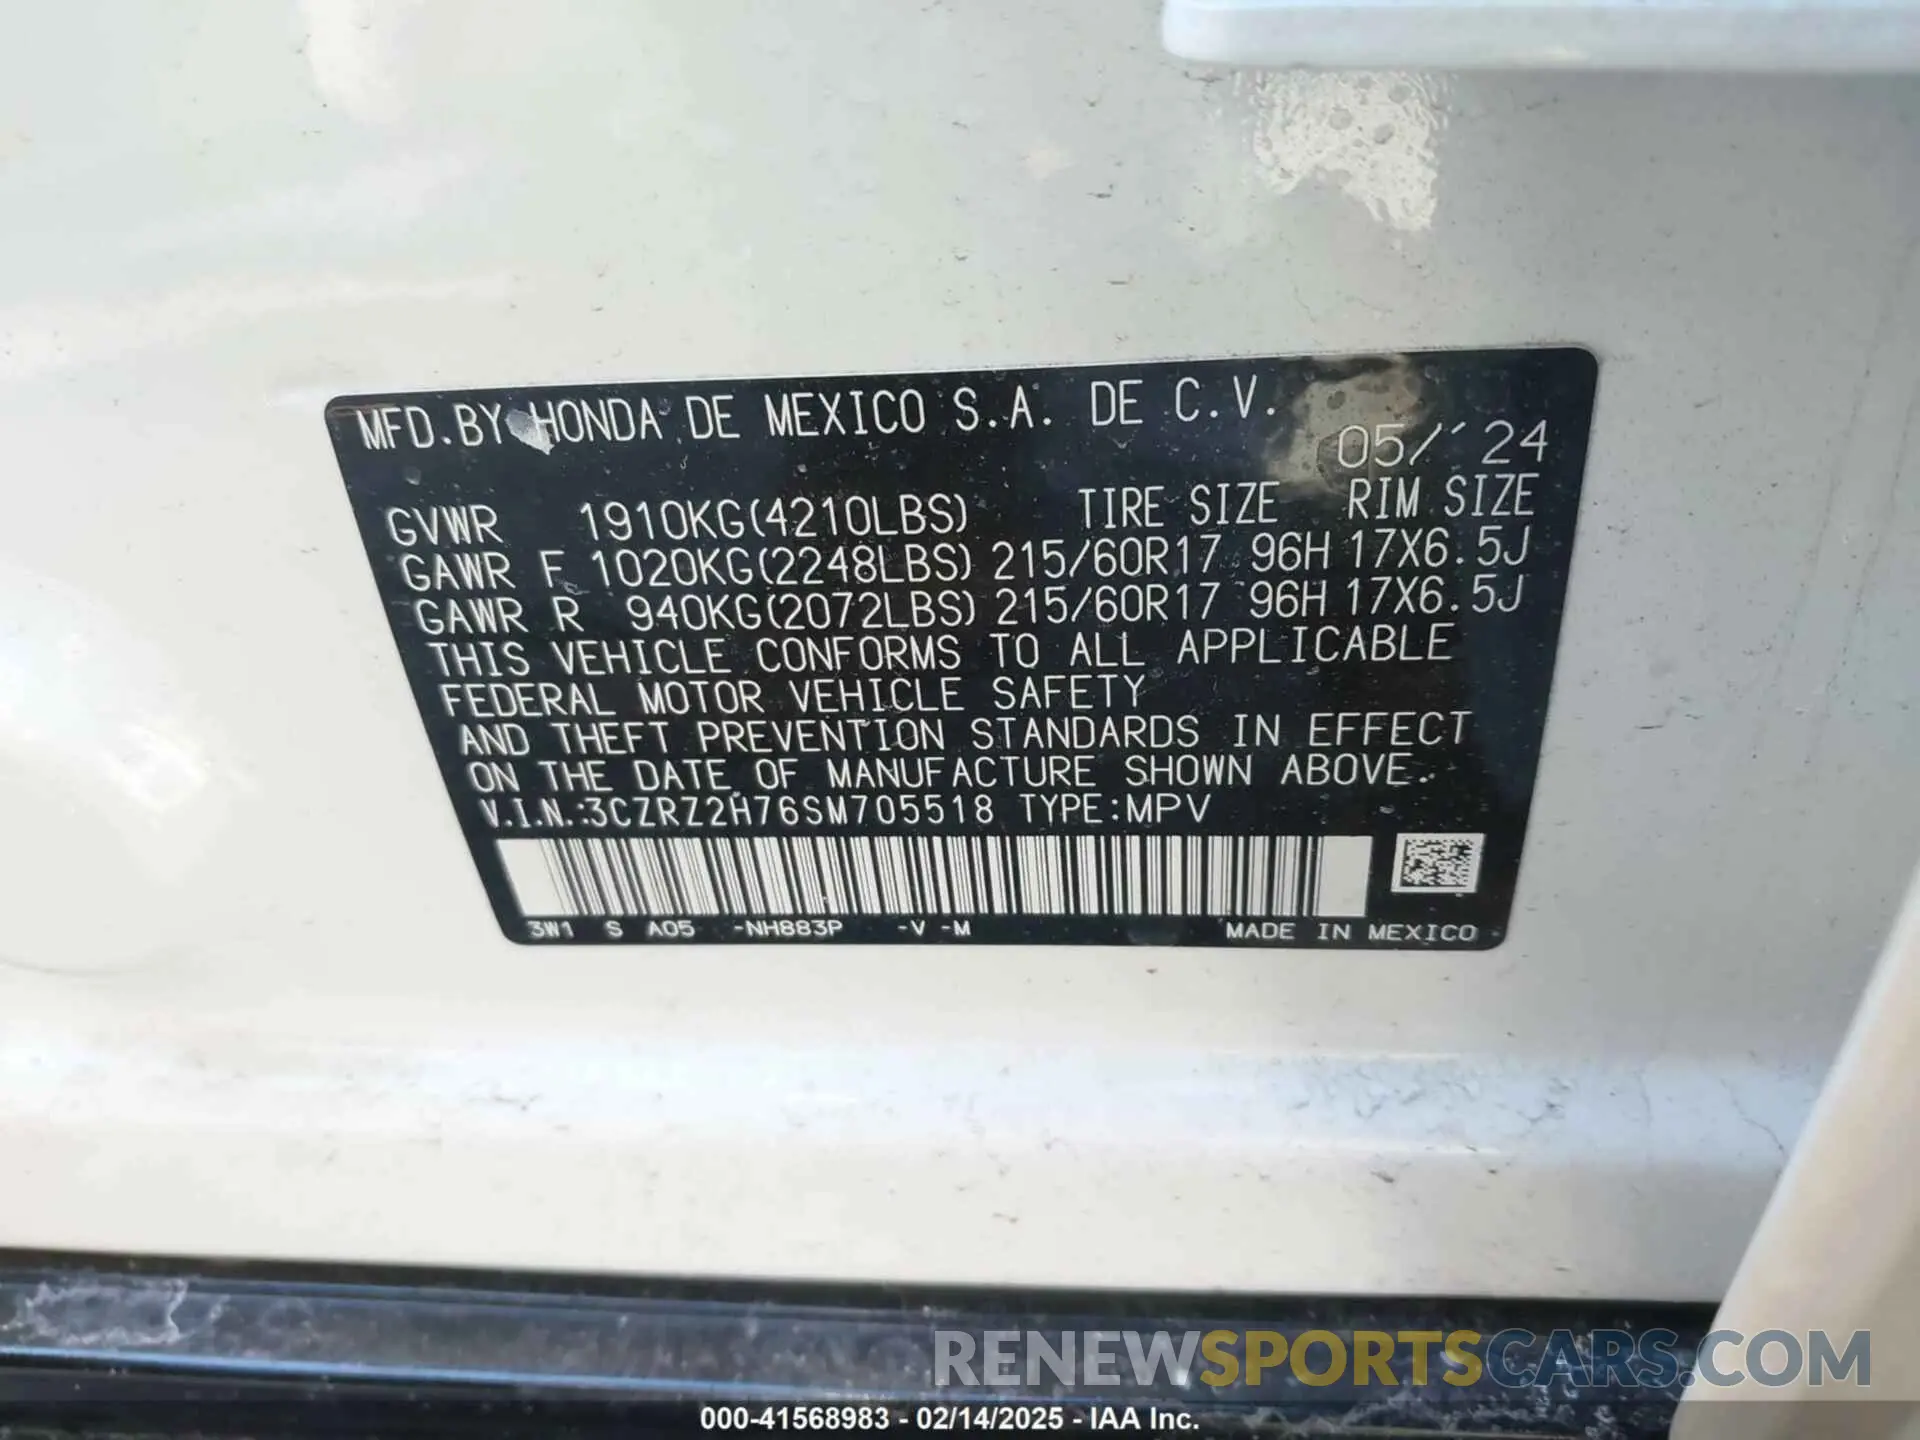 MFD.BY HONDA DE MEXICO S.A. DE C.V.
05/´24
GVWR 1910KG(4210LBS) TIRE SIZE RIM SIZE
GAWR F 1020KG(2248LBS) 215/60R17 96H 17X6.5J
GAWR R 940KG(2072LBS) 215/60R17 96H 17X6.5J
THIS VEHICLE CONFORMS TO ALL APPLICABLE
FEDERAL MOTOR VEHICLE SAFETY
AND THEFT PREVENTION STANDARDS IN EFFECT
ON THE DATE OF MANUFACTURE SHOWN ABOVE.
V.I.N.:3CZRZ2H76SM705518 TYPE:MPV
3W1 S A05 -NH883P -V -M MADE IN MEXICO
RENEWSPORTSCARS.COM
000-41568983 - 02/14/2025 - IAA Inc.